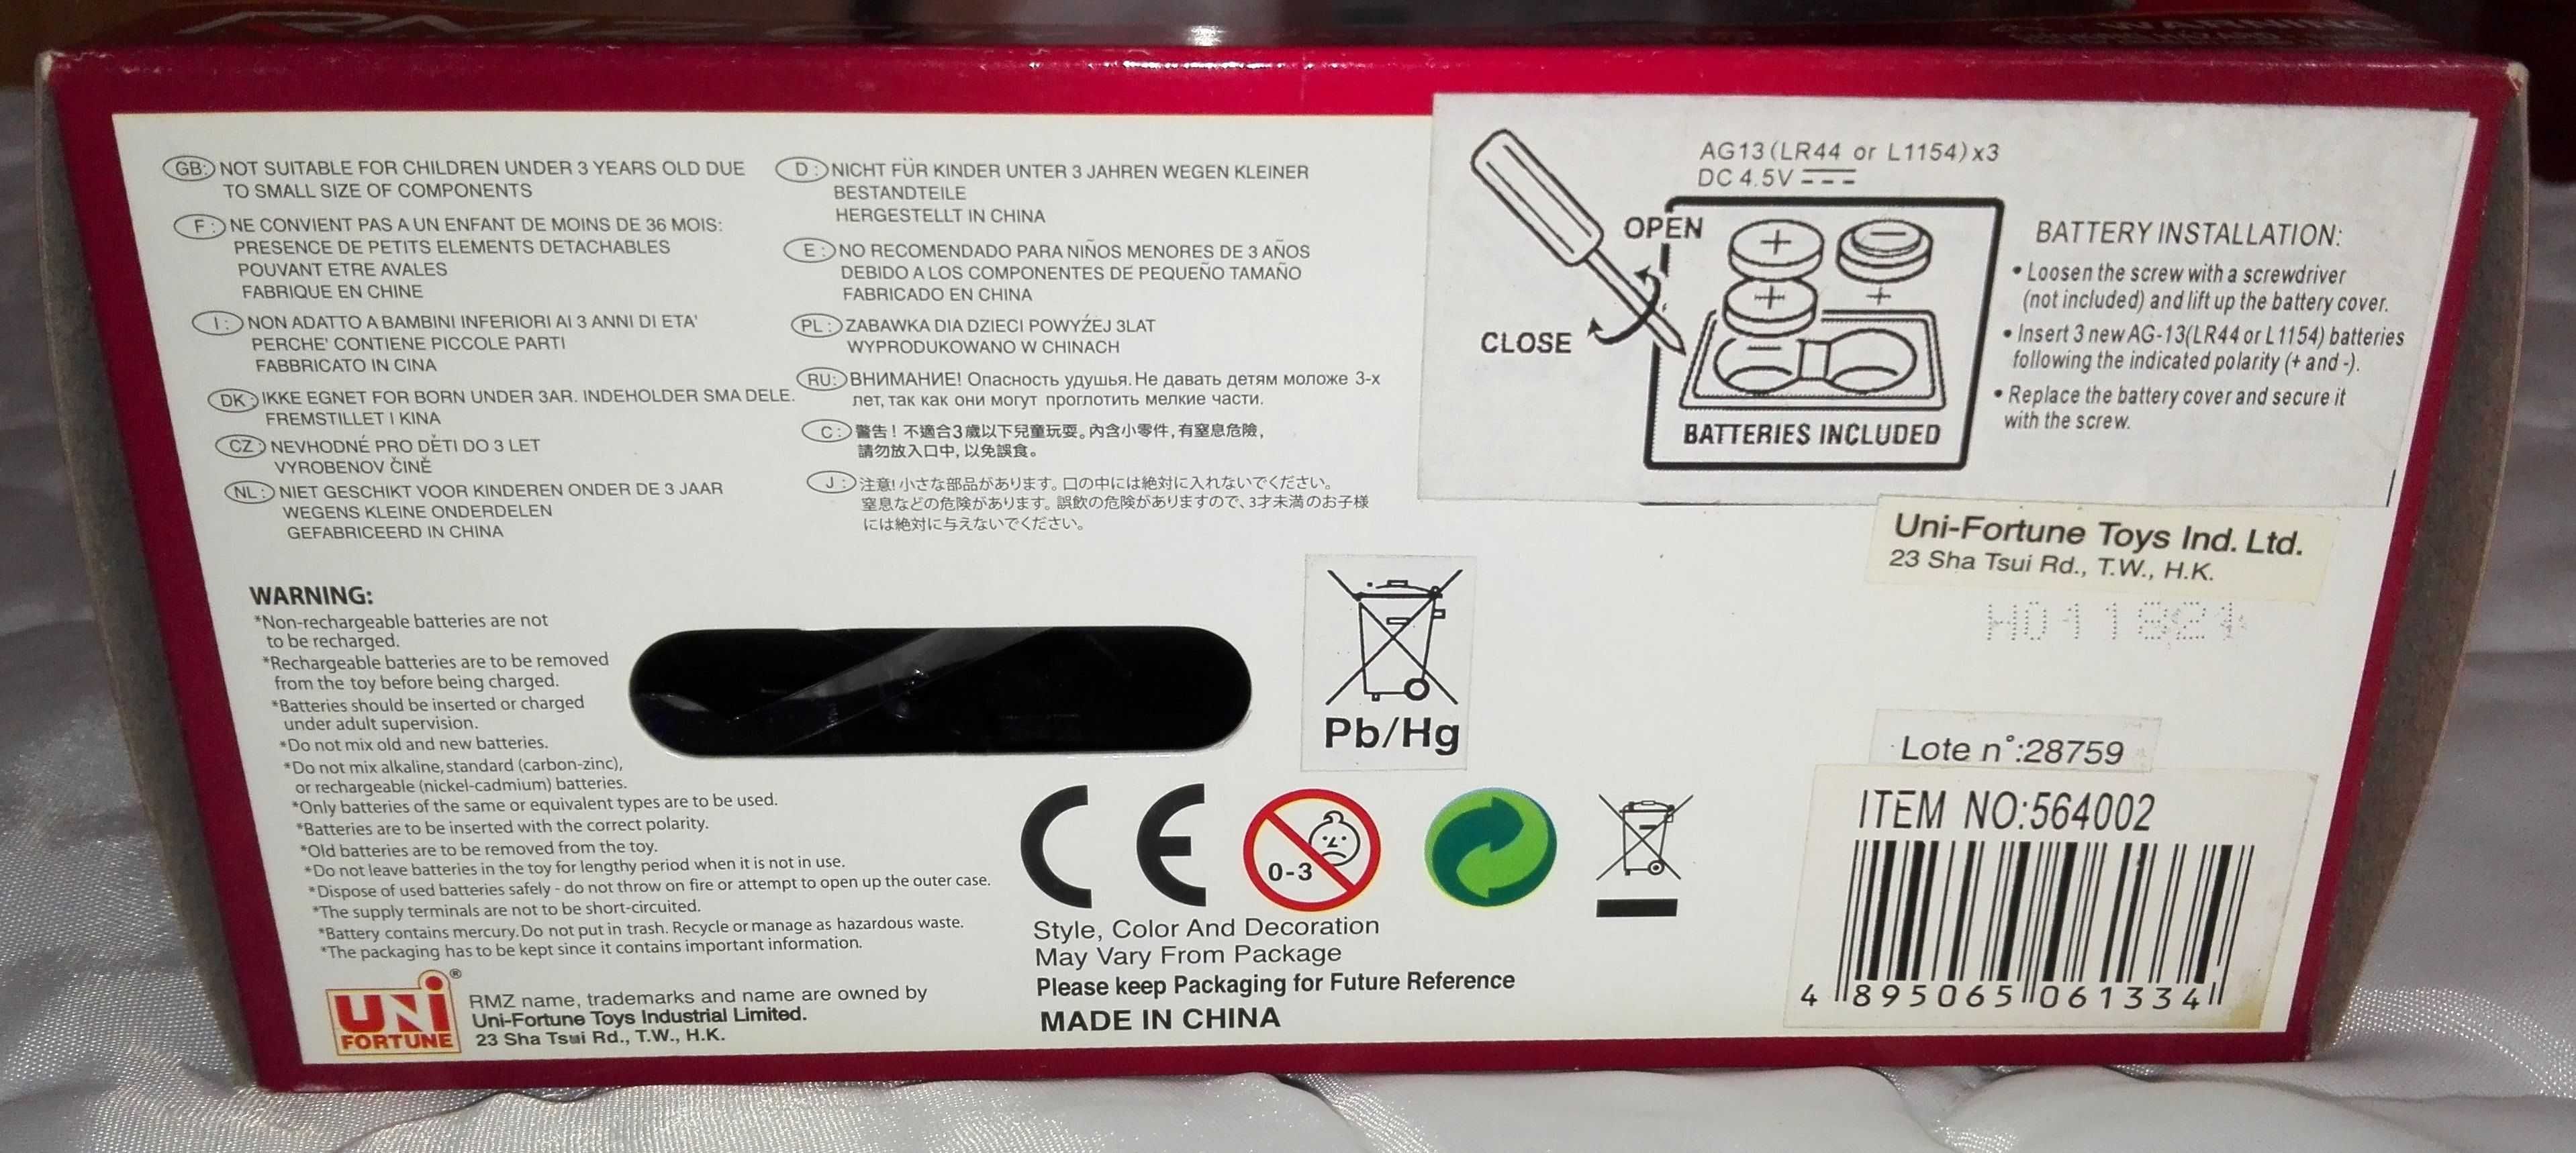 GB: NOT SUITABLE FOR CHILDREN UNDER 3 YEARS OLD DUE
TO SMALL SIZE OF COMPONENTS
F: NE CONVIENT PAS A UN ENFANT DE MOINS DE 36 MOIS:
PRESENCE DE PETITS ELEMENTS DETACHABLES
POUVANT ETRE AVALES
FABRIQUE EN CHINE
I: NON ADATTO A BAMBINI INFERIORI AI 3 ANNI DI ETA'
PERCHE' CONTIENE PICCOLE PARTI
FABBRICATO IN CINA
DK: IKKE EGNET FOR BORN UNDER 3AR. INDEHOLDER SMA DELE.
FREMSTILLET I KINA
CZ: NEVHODNÉ PRO DĚTI DO 3 LET
VYROBENOV ČINĚ
NL: NIET GESCHIKT VOOR KINDEREN ONDER DE 3 JAAR
WEGENS KLEINE ONDERDELEN
GEFABRICEERD IN CHINA
D: NICHT FÜR KINDER UNTER 3 JAHREN WEGEN KLEINER
BESTANDTEILE
HERGESTELLT IN CHINA
E: NO RECOMENDADO PARA NIÑOS MENORES DE 3 AÑOS
DEBIDO A LOS COMPONENTES DE PEQUEÑO TAMAÑO
FABRICADO EN CHINA
PL: ZABAWKA DIA DZIECI POWYŹEJ 3LAT
WYPRODUKOWANO W CHINACH
RU: ВНИМАНИЕ! Опасность удушья. Не давать детям моложе 3-х
лет, так как они могут проглотить мелкие части.
C: 警告！不適合3歲以下兒童玩耍。內含小零件，有窒息危險，
請勿放入口中，以免誤食。
J: 注意！小さな部品があります。口の中には絶対に入れないでください。
窒息などの危険があります。誤飲の危険がありますので、3才未満のお子様
には絶対に与えないでください。
AG13 (LR44 or L1154) x3
DC 4.5V
OPEN
CLOSE
BATTERIES INCLUDED
BATTERY INSTALLATION:
• Loosen the screw with a screwdriver
(not included) and lift up the battery cover.
• Insert 3 new AG-13(LR44 or L1154) batteries
following the indicated polarity (+ and -).
• Replace the battery cover and secure it
with the screw.
Uni-Fortune Toys Ind. Ltd.
23 Sha Tsui Rd., T.W., H.K.
WARNING:
*Non-rechargeable batteries are not
to be recharged.
*Rechargeable batteries are to be removed
from the toy before being charged.
*Batteries should be inserted or charged
under adult supervision.
*Do not mix old and new batteries.
*Do not mix alkaline, standard (carbon-zinc),
or rechargeable (nickel-cadmium) batteries.
*Only batteries of the same or equivalent types are to be used.
*Batteries are to be inserted with the correct polarity.
*Old batteries are to be removed from the toy.
*Do not leave batteries in the toy for lengthy period when it is not in use.
*Dispose of used batteries safely - do not throw on fire or attempt to open up the outer case.
*The supply terminals are not to be short-circuited.
*Battery contains mercury. Do not put in trash. Recycle or manage as hazardous waste.
*The packaging has to be kept since it contains important information.
UNI
FORTUNE
®
RMZ name, trademarks and name are owned by
Uni-Fortune Toys Industrial Limited.
23 Sha Tsui Rd., T.W., H.K.
Pb/Hg
CE
0-3
Style, Color And Decoration
May Vary From Package
Please keep Packaging for Future Reference
MADE IN CHINA
Lote n°:28759
ITEM NO:564002
4 895065 061334